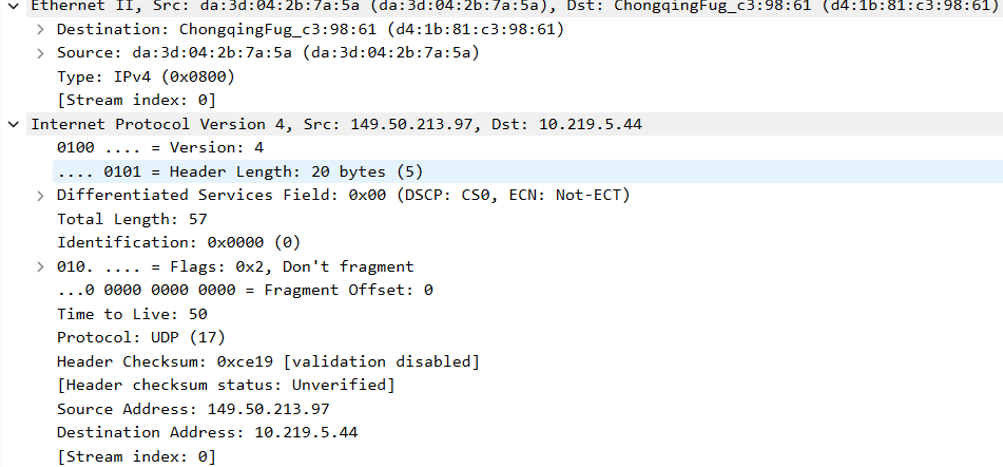 Ethernet II, Src: da:3d:04:2b:7a:5a (da:3d:04:2b:7a:5a), Dst: ChongqingFug_c3:98:61 (d4:1b:81:c3:98:61)
Destination: ChongqingFug_c3:98:61 (d4:1b:81:c3:98:61)
Source: da:3d:04:2b:7a:5a (da:3d:04:2b:7a:5a)
Type: IPv4 (0x0800)
[Stream index: 0]
Internet Protocol Version 4, Src: 149.50.213.97, Dst: 10.219.5.44
0100 .... = Version: 4
.... 0101 = Header Length: 20 bytes (5)
Differentiated Services Field: 0x00 (DSCP: CS0, ECN: Not-ECT)
Total Length: 57
Identification: 0x0000 (0)
010. .... = Flags: 0x2, Don't fragment
...0 0000 0000 0000 = Fragment Offset: 0
Time to Live: 50
Protocol: UDP (17)
Header Checksum: 0xce19 [validation disabled]
[Header checksum status: Unverified]
Source Address: 149.50.213.97
Destination Address: 10.219.5.44
[Stream index: 0]